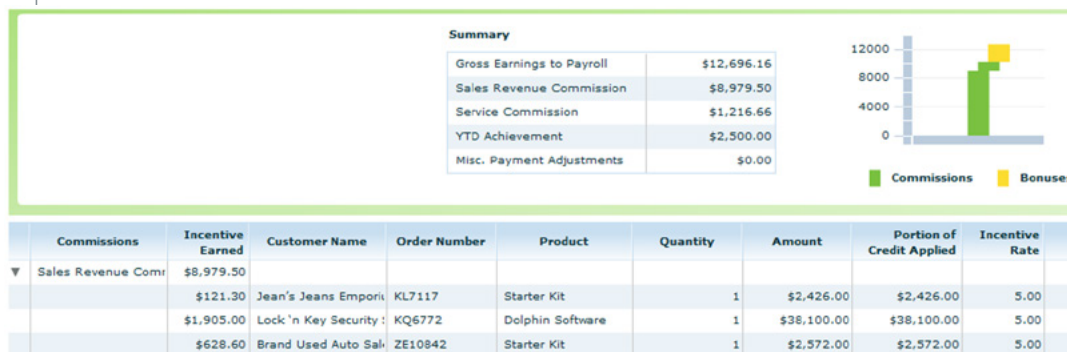 Summary
Gross Earnings to Payroll $12,696.16
Sales Revenue Commission $8,979.50
Service Commission $1,216.66
YTD Achievement $2,500.00
Misc. Payment Adjustments $0.00
12000
8000
4000
0
Commissions Bonuses
Commissions Incentive Earned Customer Name Order Number Product Quantity Amount Portion of Credit Applied Incentive Rate
Sales Revenue Com $8,979.50
$121.30 Jean's Jeans Empori KL7117 Starter Kit 1 $2,426.00 $2,426.00 5.00
$1,905.00 Lock 'n Key Security KQ6772 Dolphin Software 1 $38,100.00 $38,100.00 5.00
$628.60 Brand Used Auto Sal ZE10842 Starter Kit 1 $2,572.00 $2,572.00 5.00